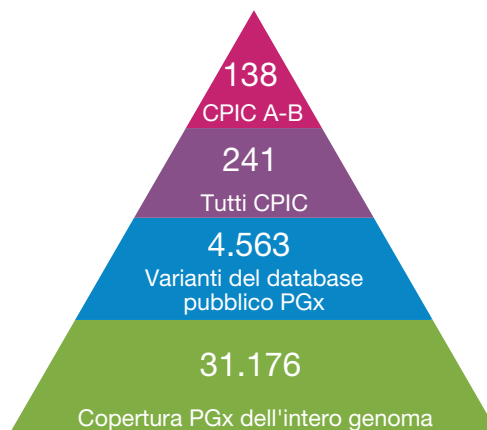 138
CPIC A-B
241
Tutti CPIC
4.563
Varianti del database
pubblico PGx
31.176
Copertura PGx dell'intero genoma